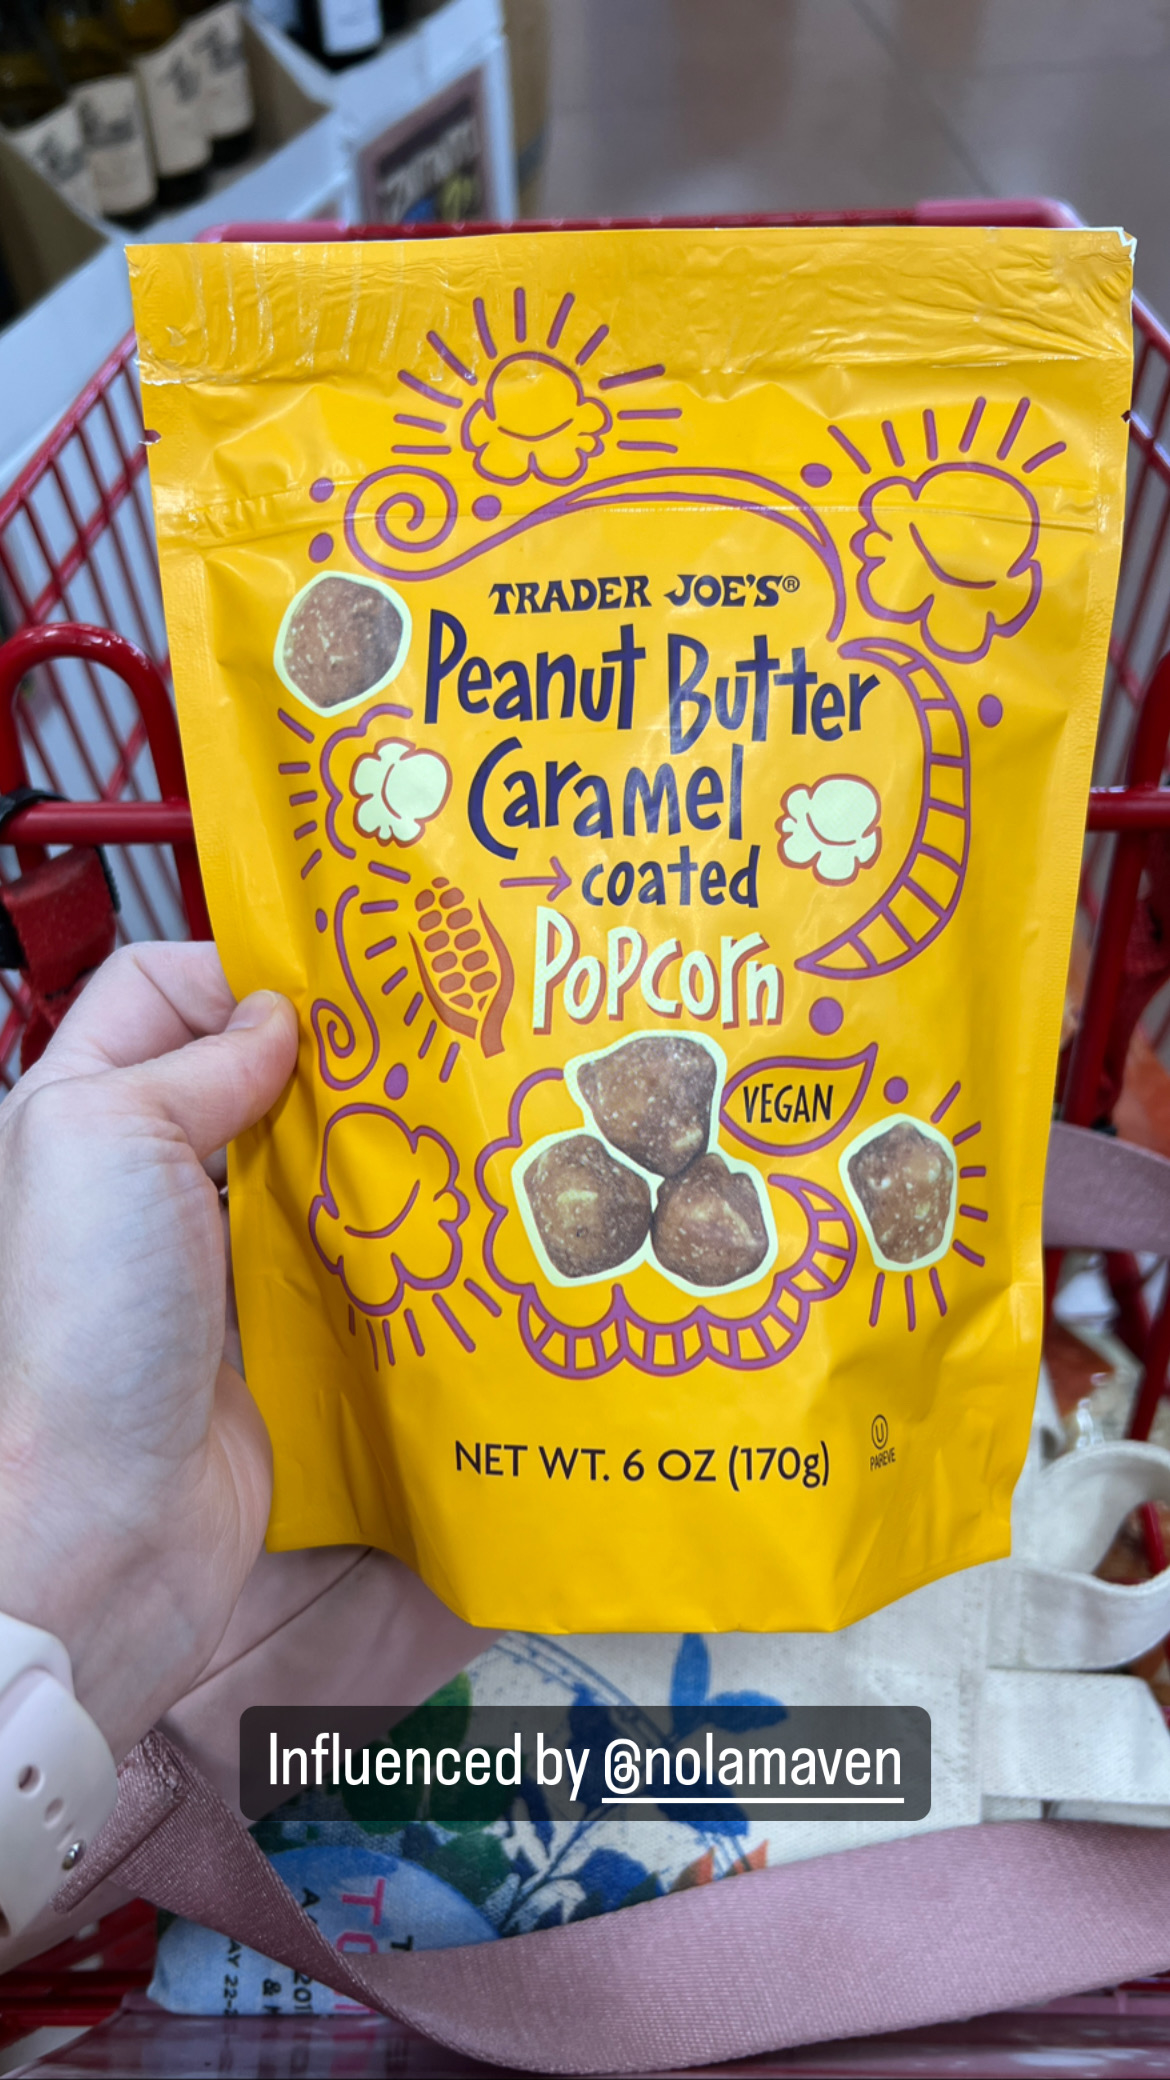 TRADER JOE'S®
Peanut Butter
Caramel
coated
Popcorn
VEGAN
NET WT. 6 OZ (170g)
U
PAREVE
Influenced by @nolamaven